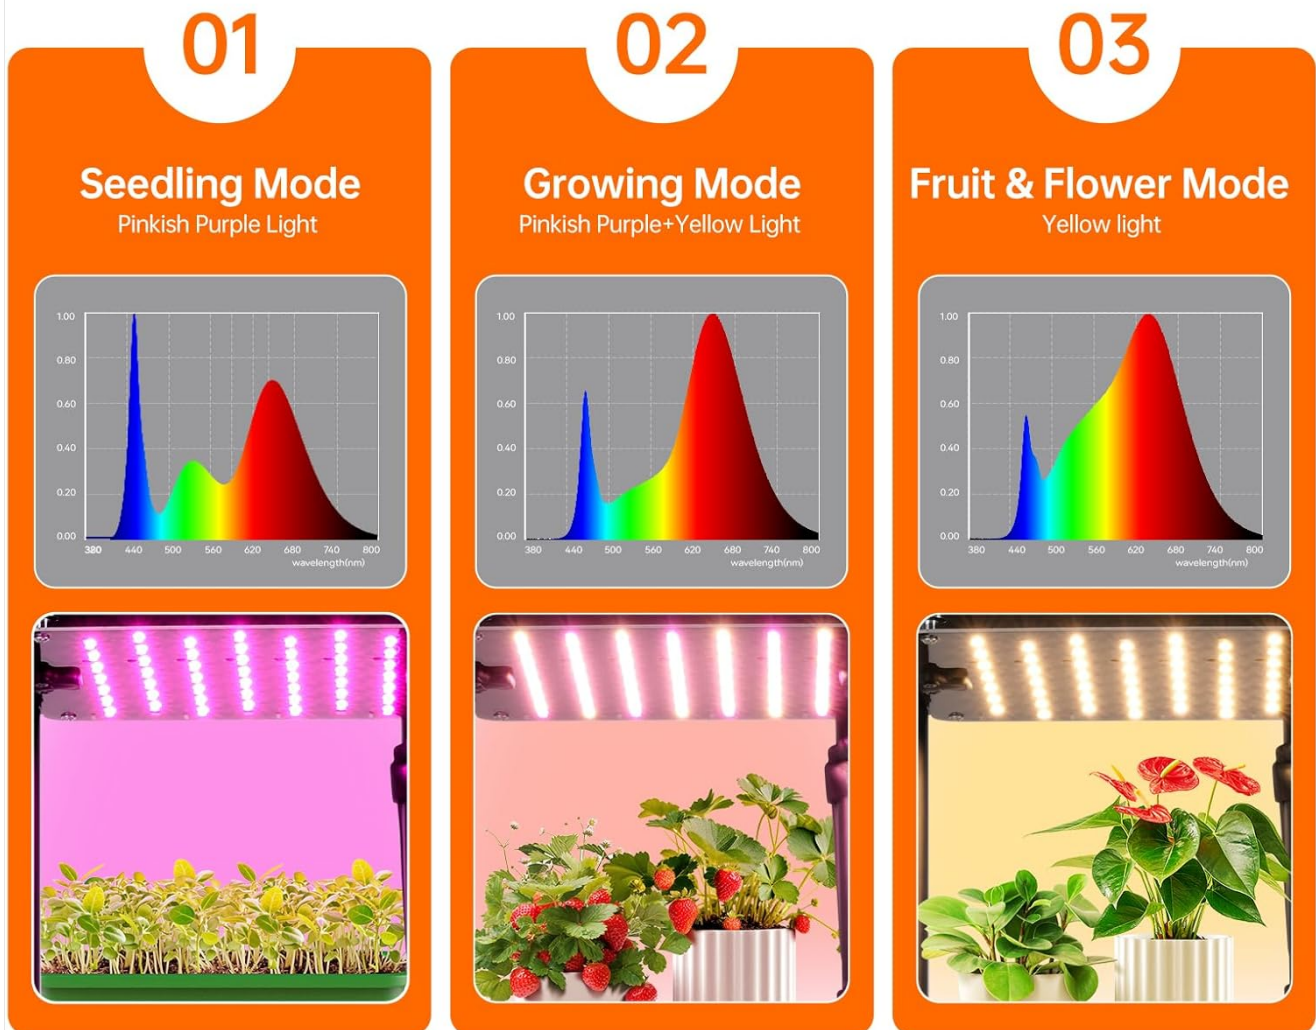 01
Seedling Mode
Pinkish Purple Light
1.00
0.80
0.60
0.40
0.20
0.00
440 500 560 620 680 740 800
wavelength(nm)
02
Growing Mode
Pinkish Purple+Yellow Light
1.00
0.80
0.60
0.40
0.20
0.00
380 440 500 560 620 680 740 800
wavelength(nm)
03
Fruit & Flower Mode
Yellow light
1.00
0.80
0.60
0.40
0.20
0.00
380 440 500 560 620 680 740 800
wavelength(nm)